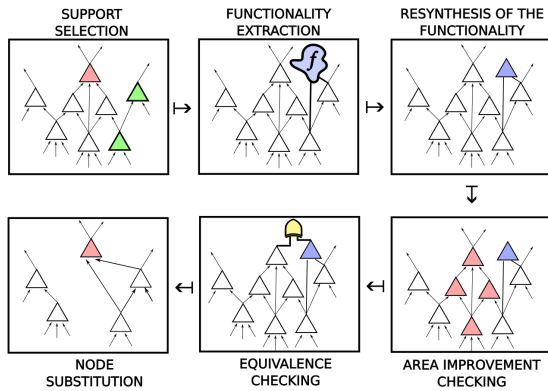 SUPPORT
SELECTION
FUNCTIONALITY
EXTRACTION
RESYNTHESIS OF THE
FUNCTIONALITY
f
NODE
SUBSTITUTION
EQUIVALENCE
CHECKING
AREA IMPROVEMENT
CHECKING